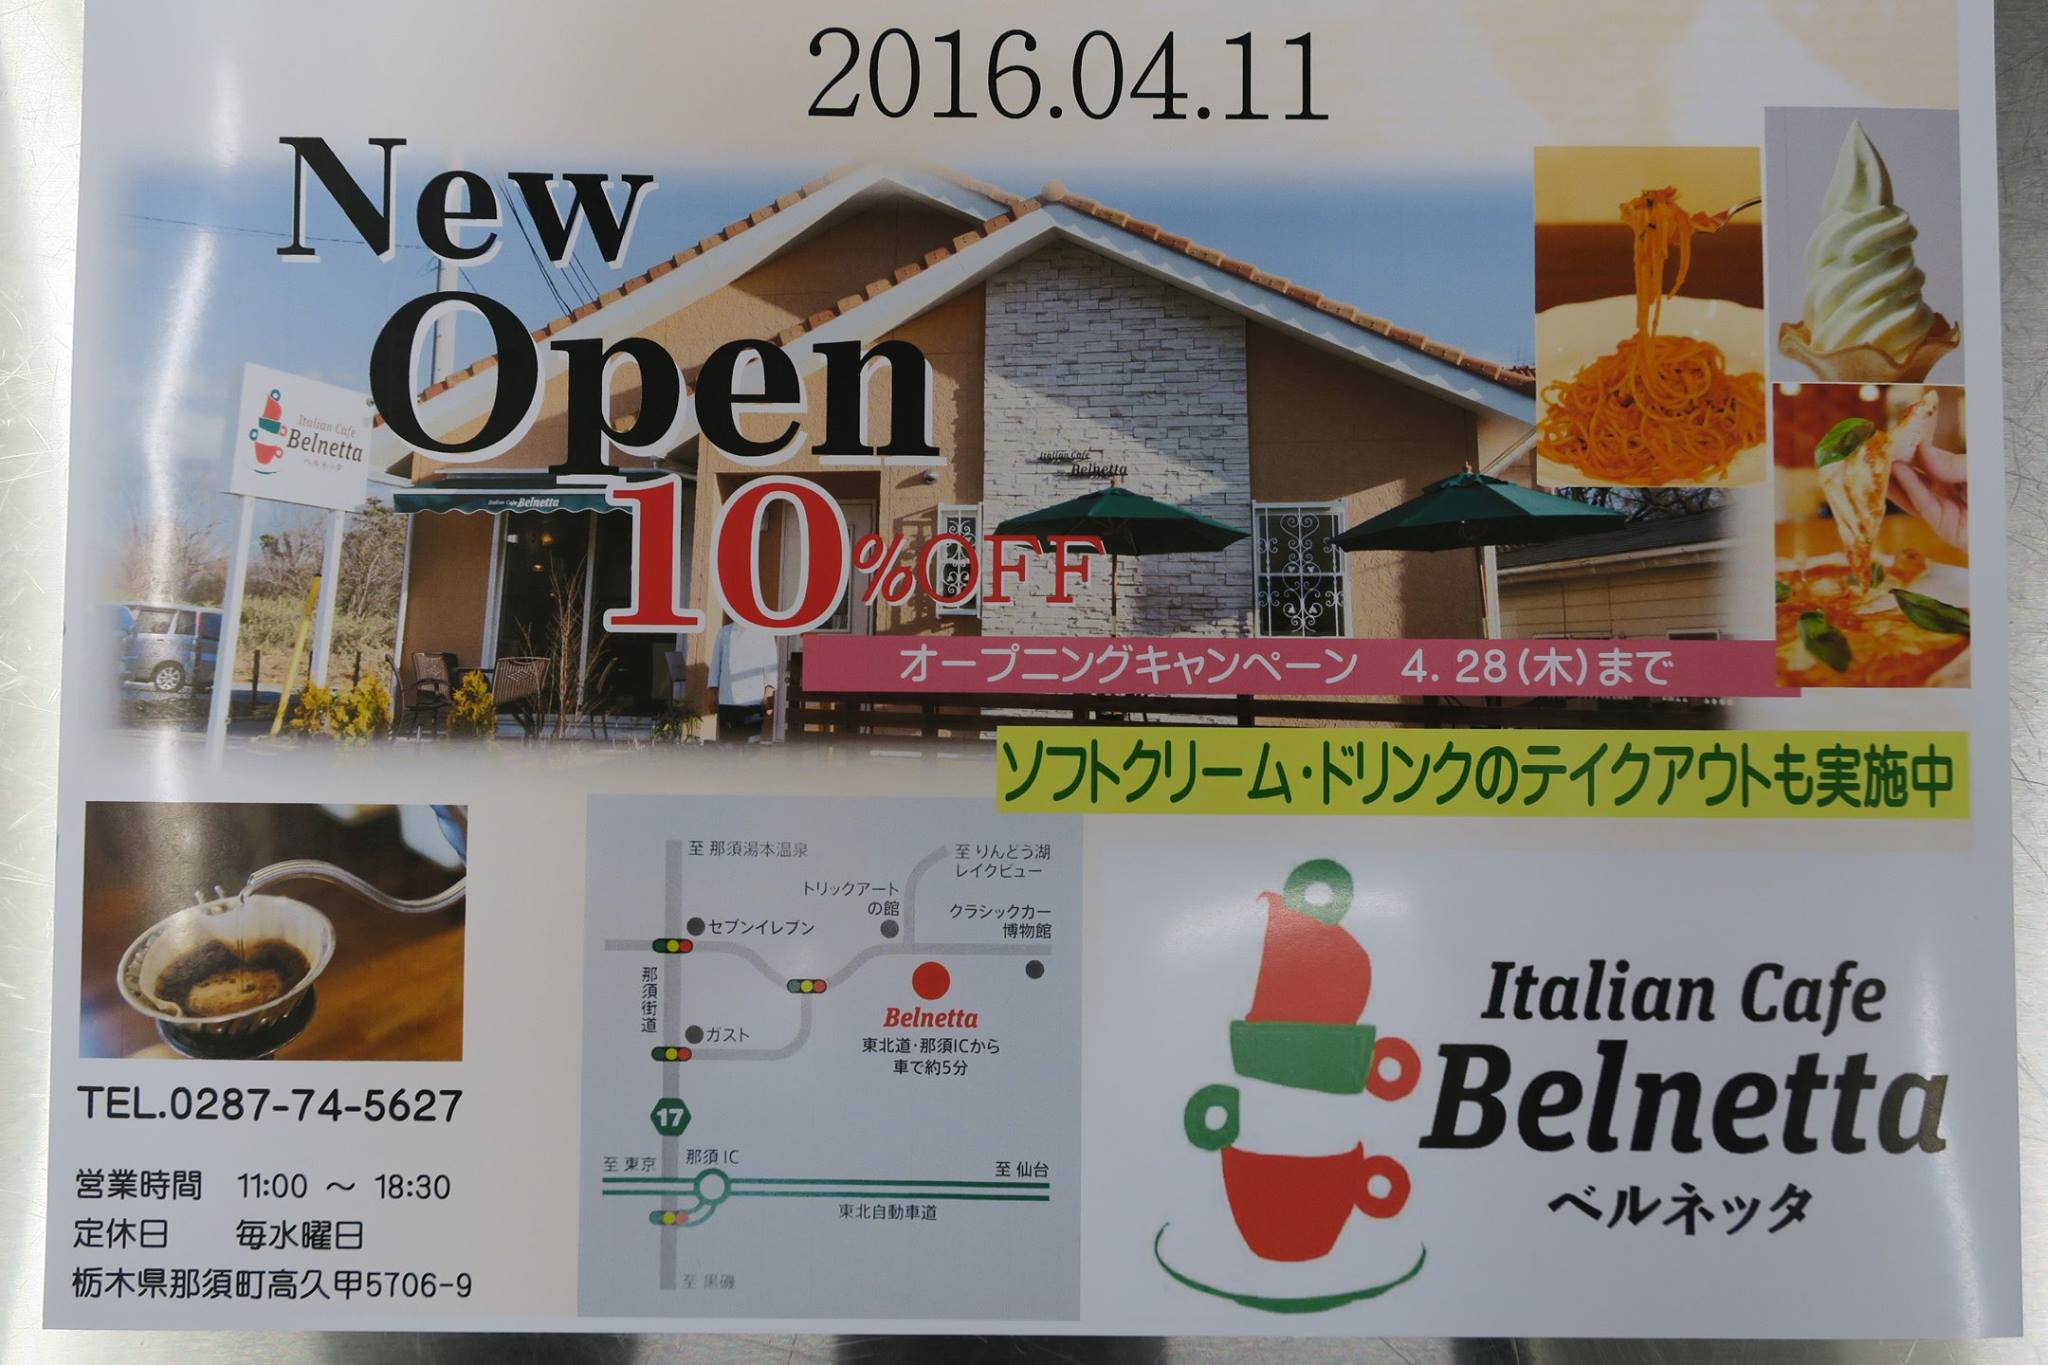 2016.04.11
New
Open
10%OFF
Italian Cafe
Belnetta
ベルネッタ
Italian Cafe Belnetta
Italian Cafe
Belnetta
オープニングキャンペーン 4.28(木)まで
ソフトクリーム・ドリンクのテイクアウトも実施中
TEL.0287-74-5627
営業時間 11:00 ～ 18:30
定休日 毎水曜日
栃木県那須町高久甲5706-9
至 那須湯本温泉
至 りんどう湖
レイクビュー
トリックアート
の館
クラシックカー
博物館
セブンイレブン
那須街道
ガスト
Belnetta
東北道・那須ICから
車で約5分
17
至 東京
那須 IC
至 仙台
東北自動車道
至 黒磯
Italian Cafe
Belnetta
ベルネッタ